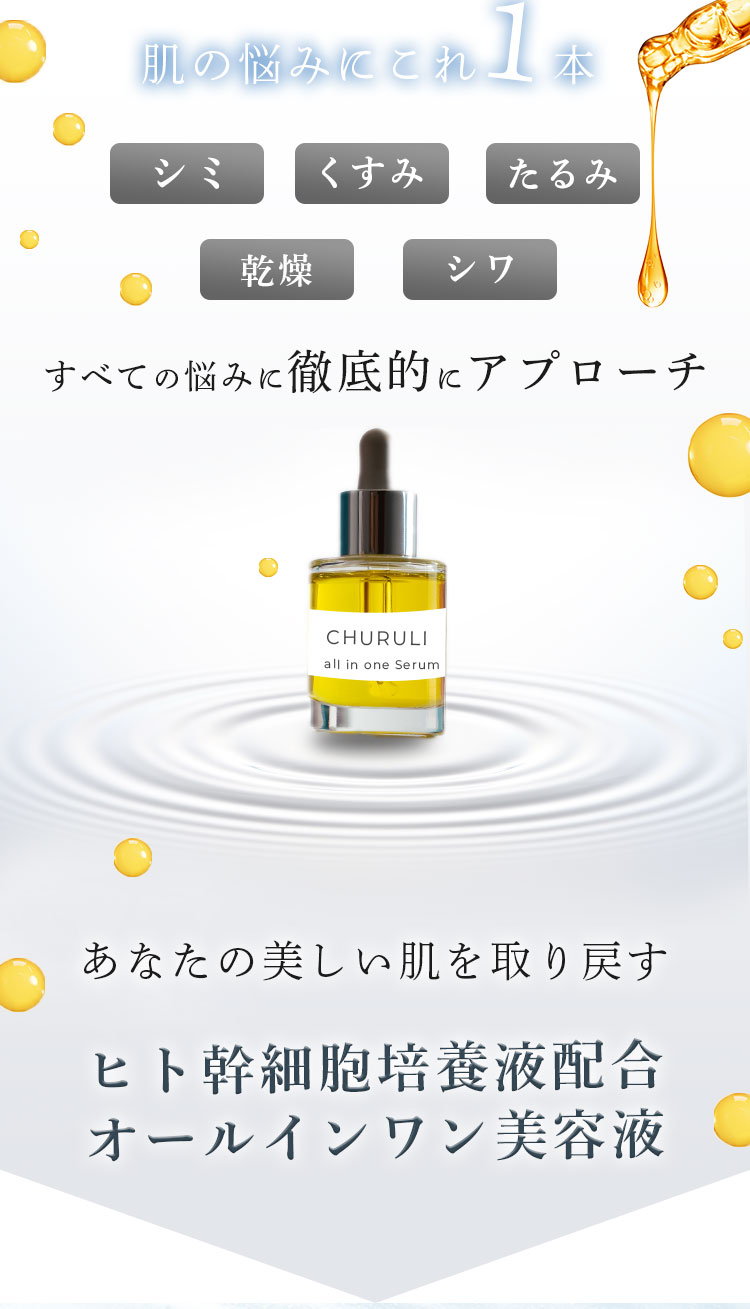 肌の悩みにこれ1本
シミ
くすみ
たるみ
乾燥
シワ
すべての悩みに徹底的にアプローチ
CHURULI
all in one Serum
あなたの美しい肌を取り戻す
ヒト幹細胞培養液配合
オールインワン美容液